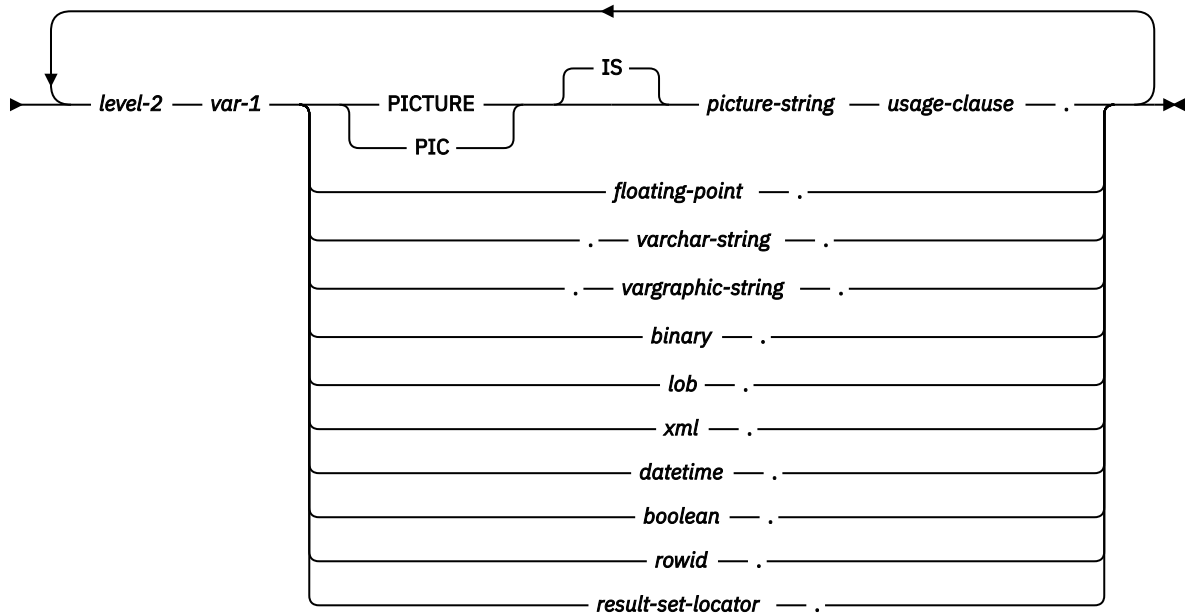 IS
level-2 var-1 PICTURE picture-string usage-clause .
PIC
floating-point .
. varchar-string .
. vargraphic-string .
binary .
lob .
xml .
datetime .
boolean .
rowid .
result-set-locator .